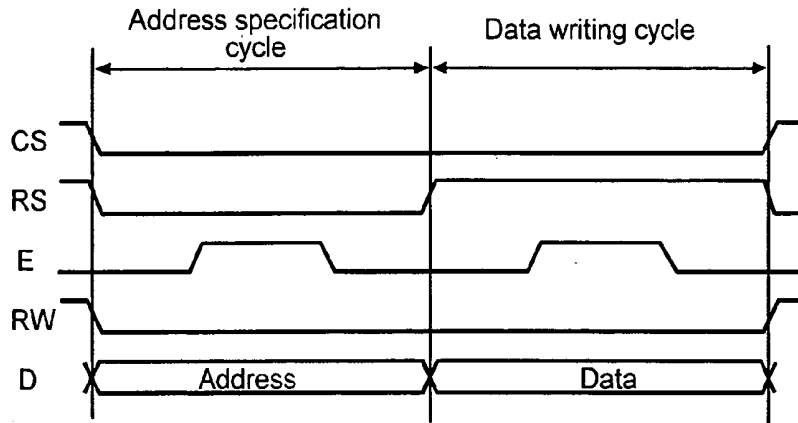 Address specification
cycle
Data writing cycle
CS
RS
E
RW
D
Address
Data